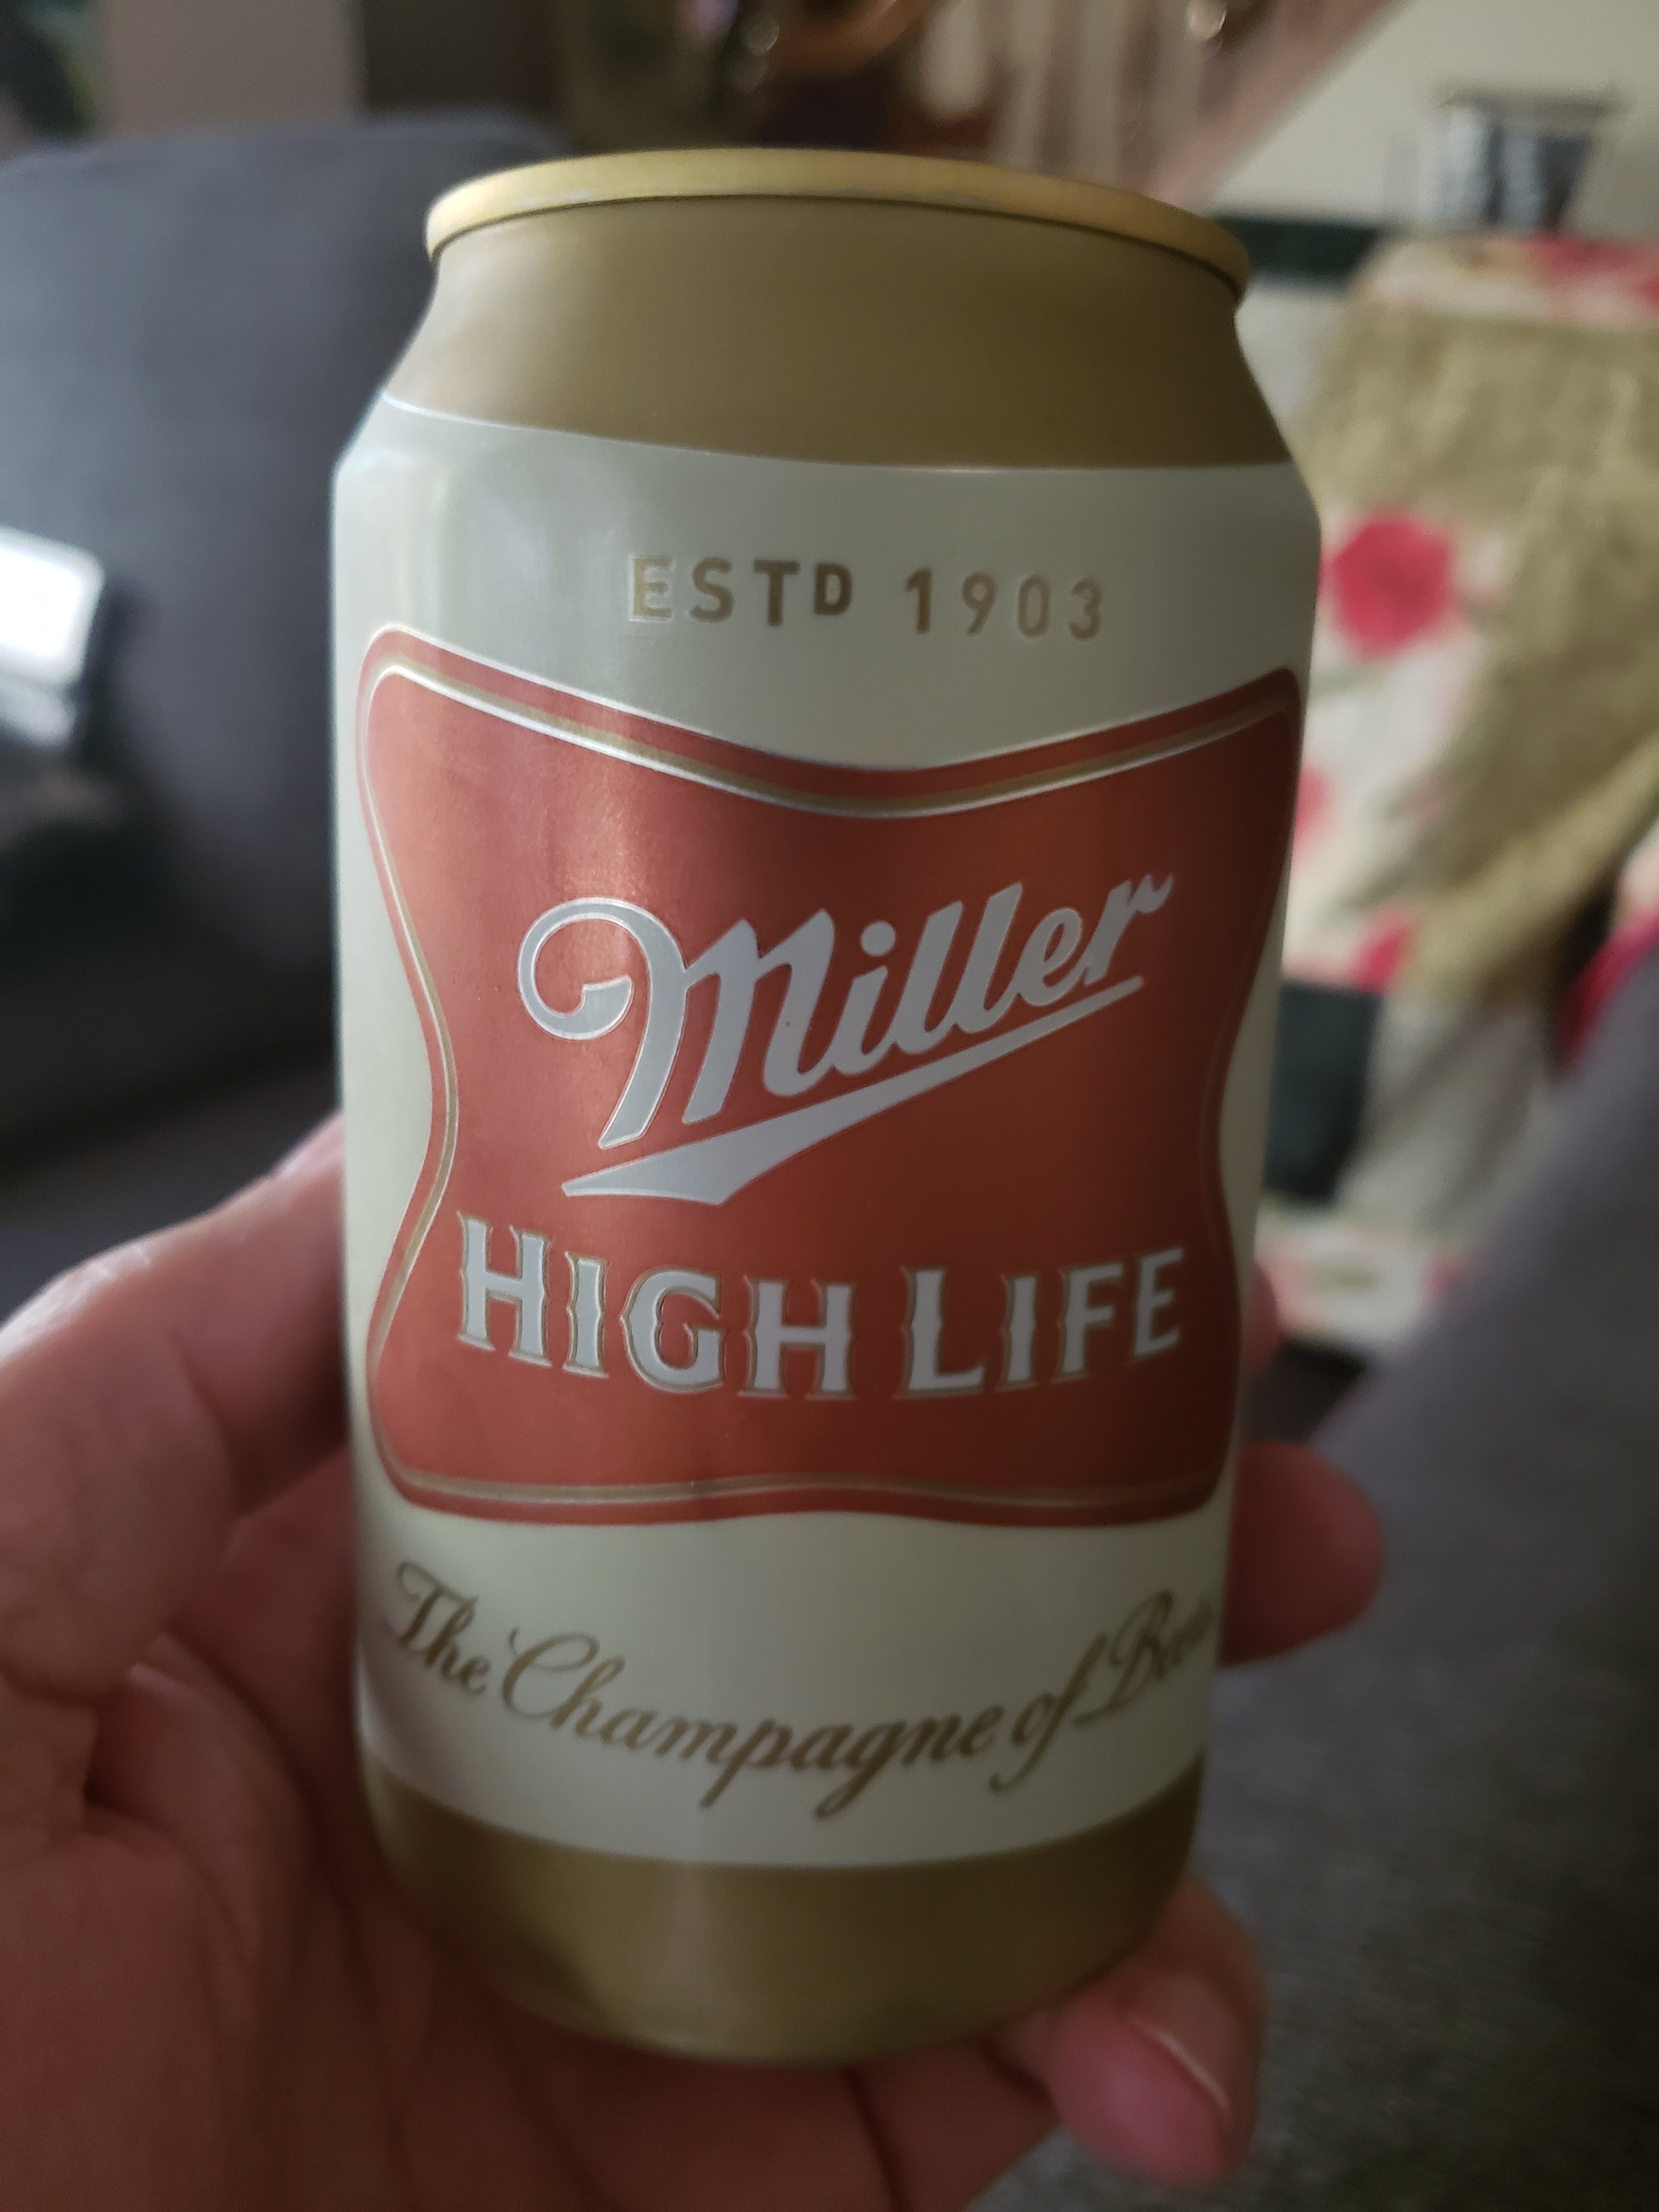 ESTD 1903
Miller
HIGH LIFE
The Champagne of